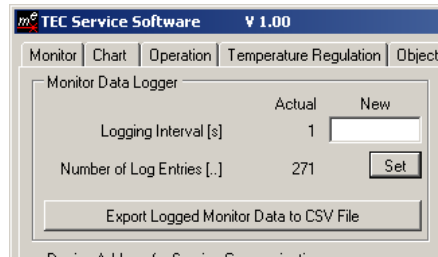 me TEC Service Software V 1.00
Monitor Chart Operation Temperature Regulation Object
Monitor Data Logger
Actual New
Logging Interval [s] 1
Number of Log Entries [..] 271 Set
Export Logged Monitor Data to CSV File